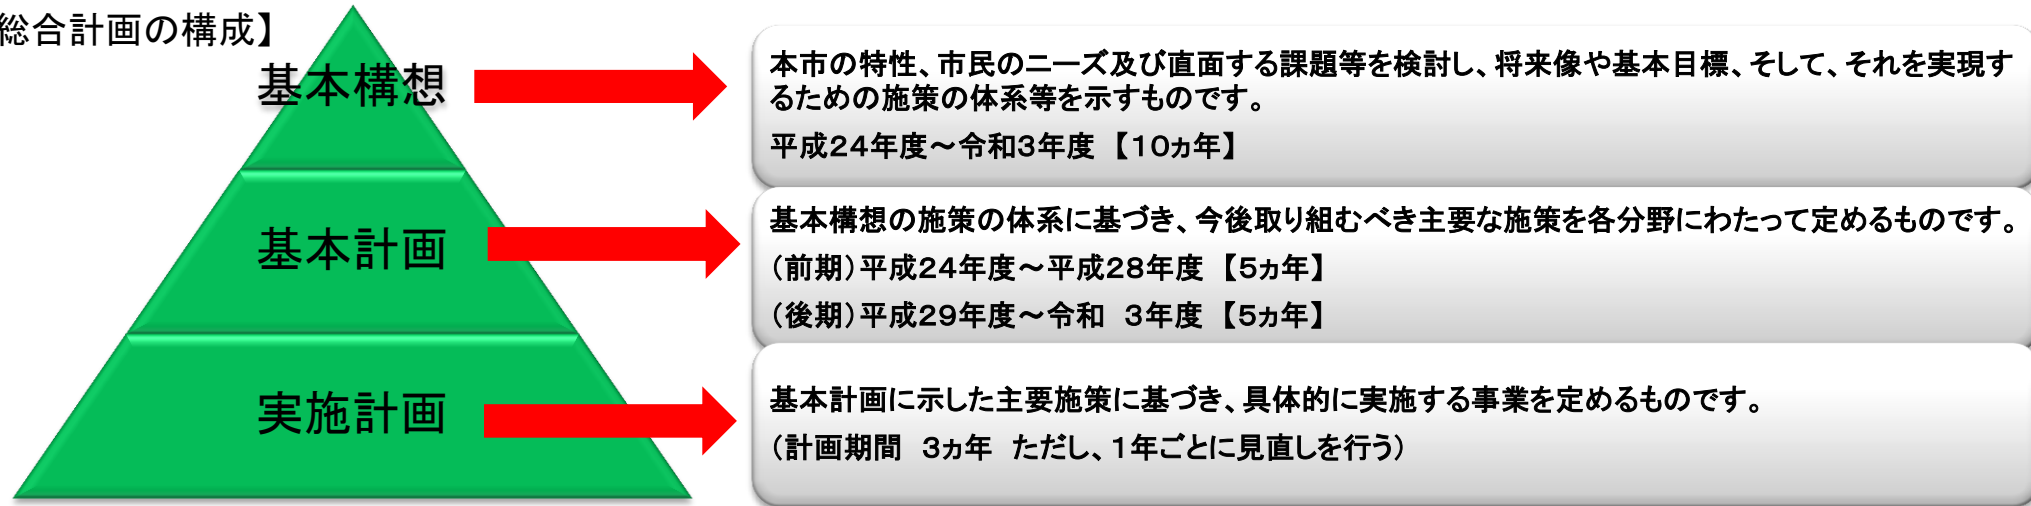 総合計画の構成】
基本構想
本市の特性、市民のニーズ及び直面する課題等を検討し、将来像や基本目標、そして、それを実現す
るための施策の体系等を示すものです。
平成24年度～令和3年度 【10ヵ年】
基本計画
基本構想の施策の体系に基づき、今後取り組むべき主要な施策を各分野にわたって定めるものです。
（前期）平成24年度～平成28年度 【5ヵ年】
（後期）平成29年度～令和　3年度 【5ヵ年】
実施計画
基本計画に示した主要施策に基づき、具体的に実施する事業を定めるものです。
（計画期間　3ヵ年　ただし、1年ごとに見直しを行う）